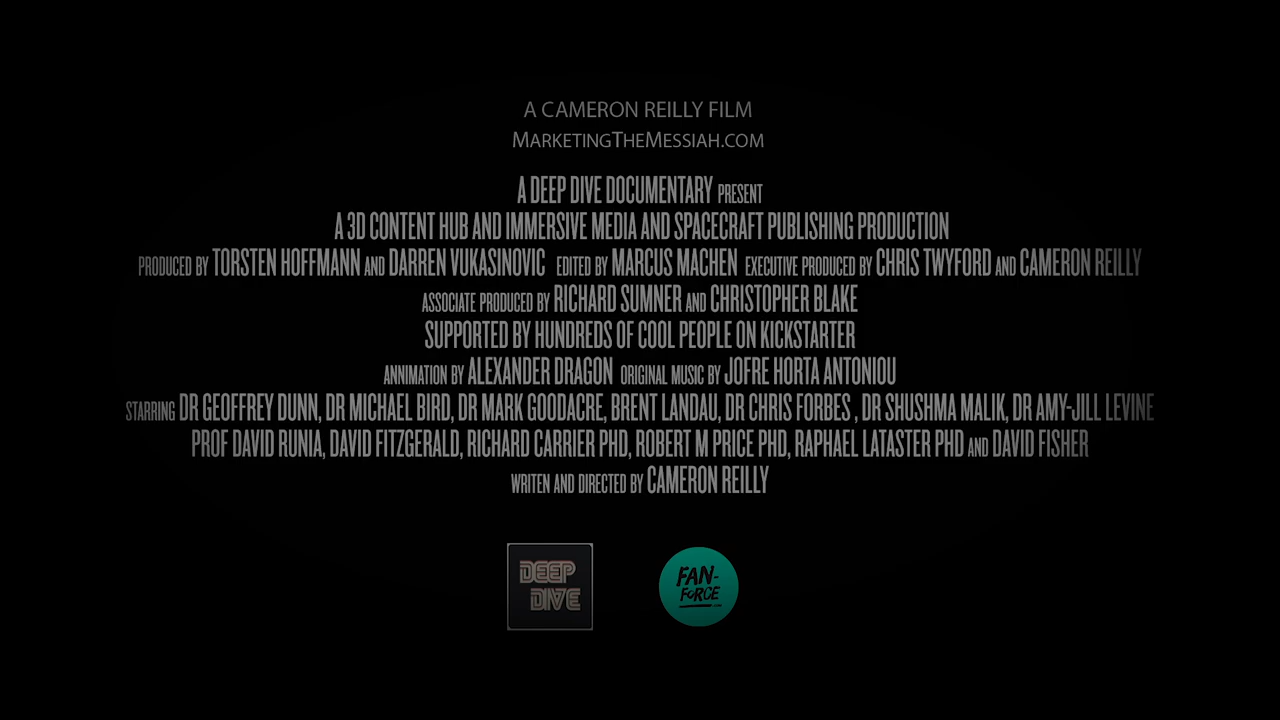 A CAMERON REILLY FILM
MARKETINGTHEMESSIAH.COM
A DEEP DIVE DOCUMENTARY PRESENT
A 3D CONTENT HUB AND IMMERSIVE MEDIA AND SPACECRAFT PUBLISHING PRODUCTION
PRODUCED BY TORSTEN HOFFMANN AND DARREN VUKASINOVIC EDITED BY MARCUS MACHEN EXECUTIVE PRODUCED BY CHRIS TWYFORD AND CAMERON REILLY
ASSOCIATE PRODUCED BY RICHARD SUMNER AND CHRISTOPHER BLAKE
SUPPORTED BY HUNDREDS OF COOL PEOPLE ON KICKSTARTER
ANNIMATION BY ALEXANDER DRAGON ORIGINAL MUSIC BY JOFRE HORTA ANTONIOU
STARRING DR GEOFFREY DUNN, DR MICHAEL BIRD, DR MARK GOODACRE, BRENT LANDAU, DR CHRIS FORBES , DR SHUSHMA MALIK, DR AMY-JILL LEVINE
PROF DAVID RUNIA, DAVID FITZGERALD, RICHARD CARRIER PHD, ROBERT M PRICE PHD, RAPHAEL LATASTER PHD AND DAVID FISHER
WRITEN AND DIRECTED BY CAMERON REILLY
DEEP
DIVE
FAN-
FORCE